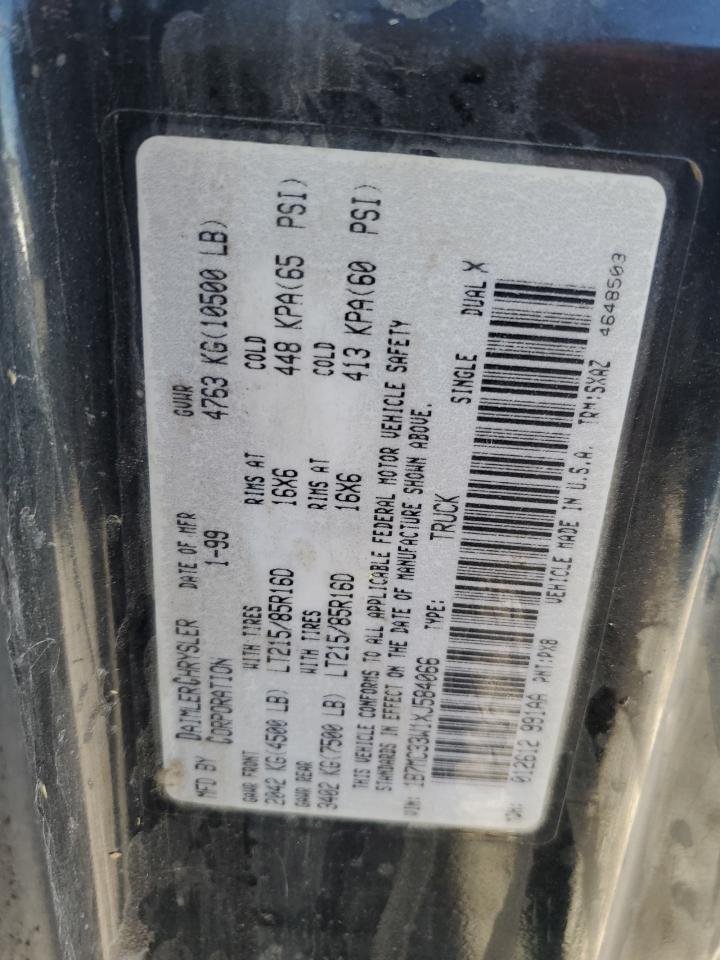 MFD BY DAIMLERCHRYSLER CORPORATION DATE OF MFR 1-99 GVWR 4763 KG(10500 LB)
GAWR FRONT WITH TIRES RIMS AT COLD
2042 KG(4500 LB) LT215/85R16D 16X6 448 KPA(65 PSI)
GAWR REAR WITH TIRES RIMS AT COLD
3402 KG(7500 LB) LT215/85R16D 16X6 413 KPA(60 PSI)
THIS VEHICLE CONFORMS TO ALL APPLICABLE FEDERAL MOTOR VEHICLE SAFETY
STANDARDS IN EFFECT ON THE DATE OF MANUFACTURE SHOWN ABOVE.
VIN: 1B7MC33W1XJ584066 TYPE: TRUCK SINGLE DUAL X
MDH: 012612 991AA PNT:PX8 VEHICLE MADE IN U.S.A. TRM:SXAZ 4648503